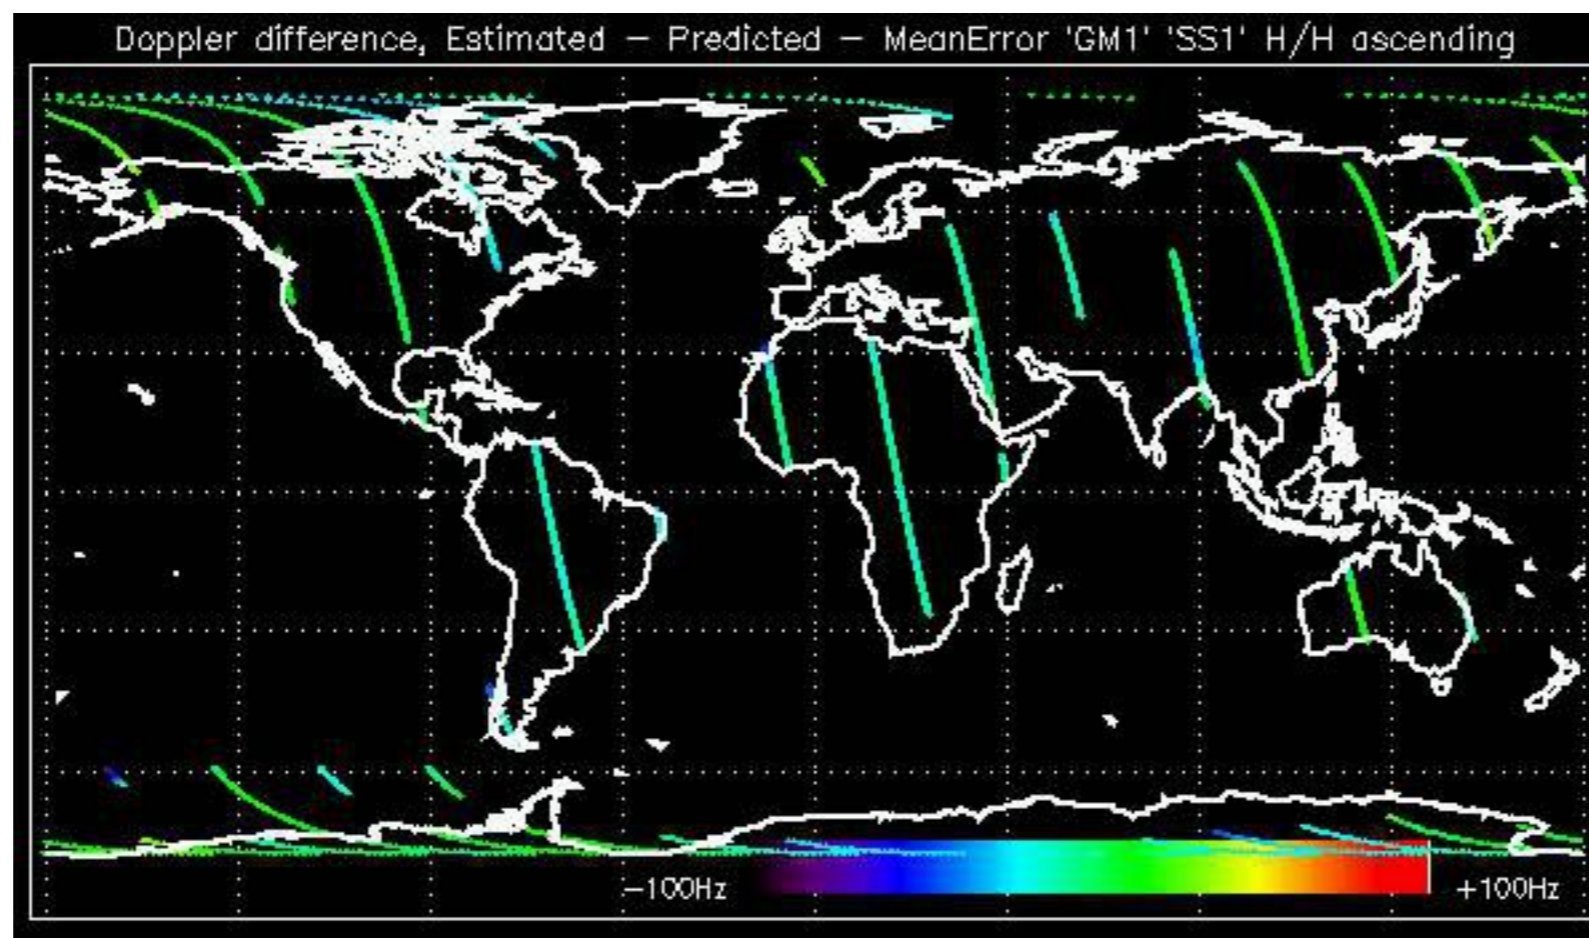 Doppler difference, Estimated — Predicted — MeanError 'GM1' 'SS1' H/H ascending
−100Hz +100Hz